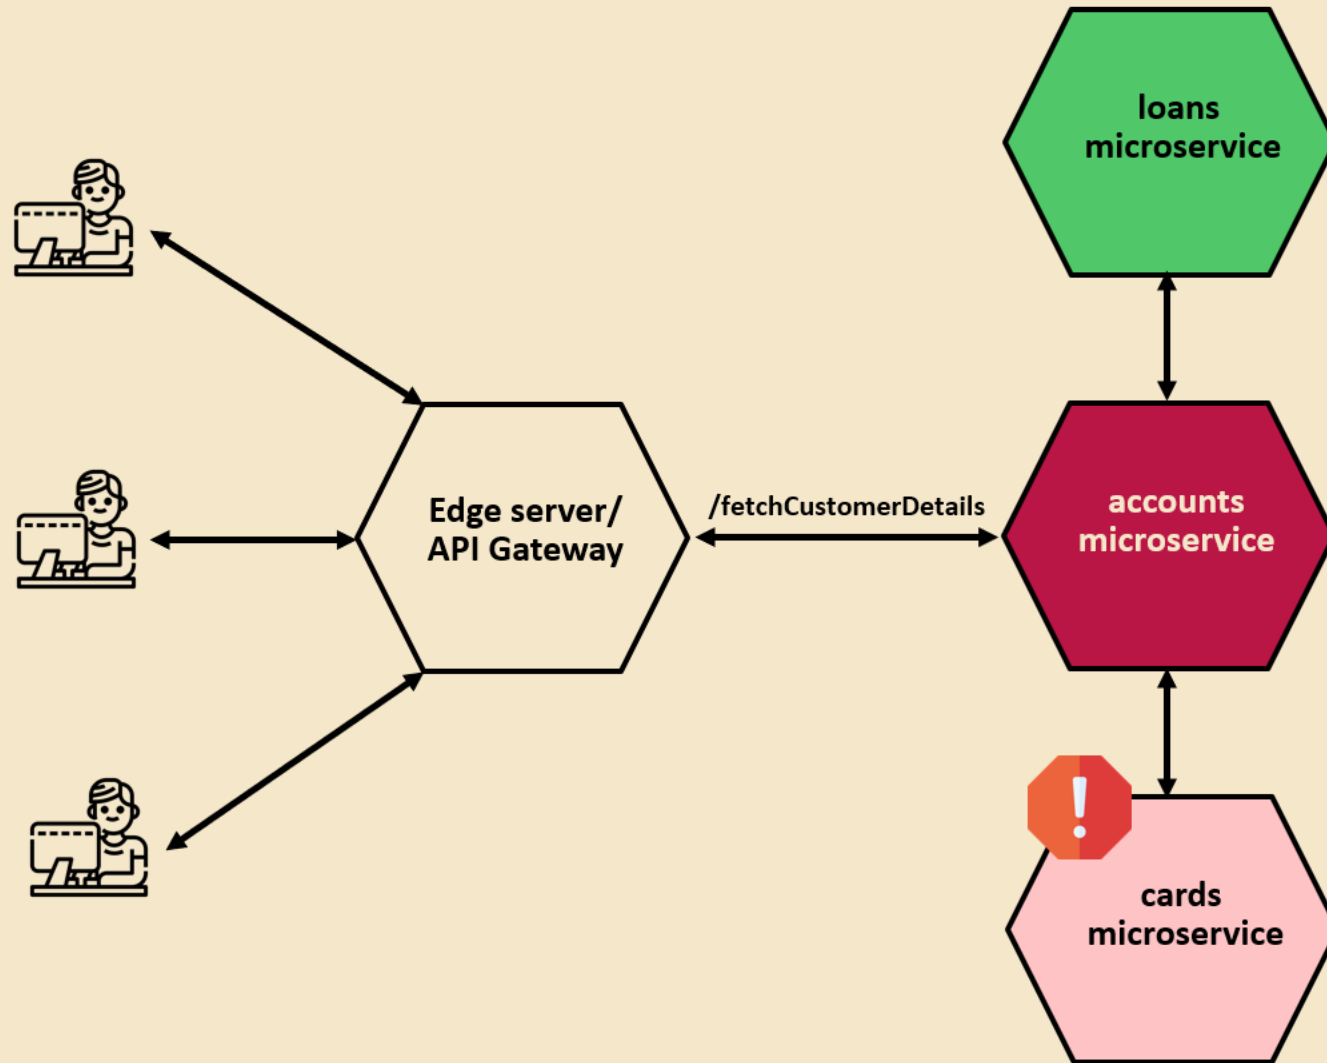 loans
microservice
Edge server/
API Gateway
/fetchCustomerDetails
accounts
microservice
cards
microservice